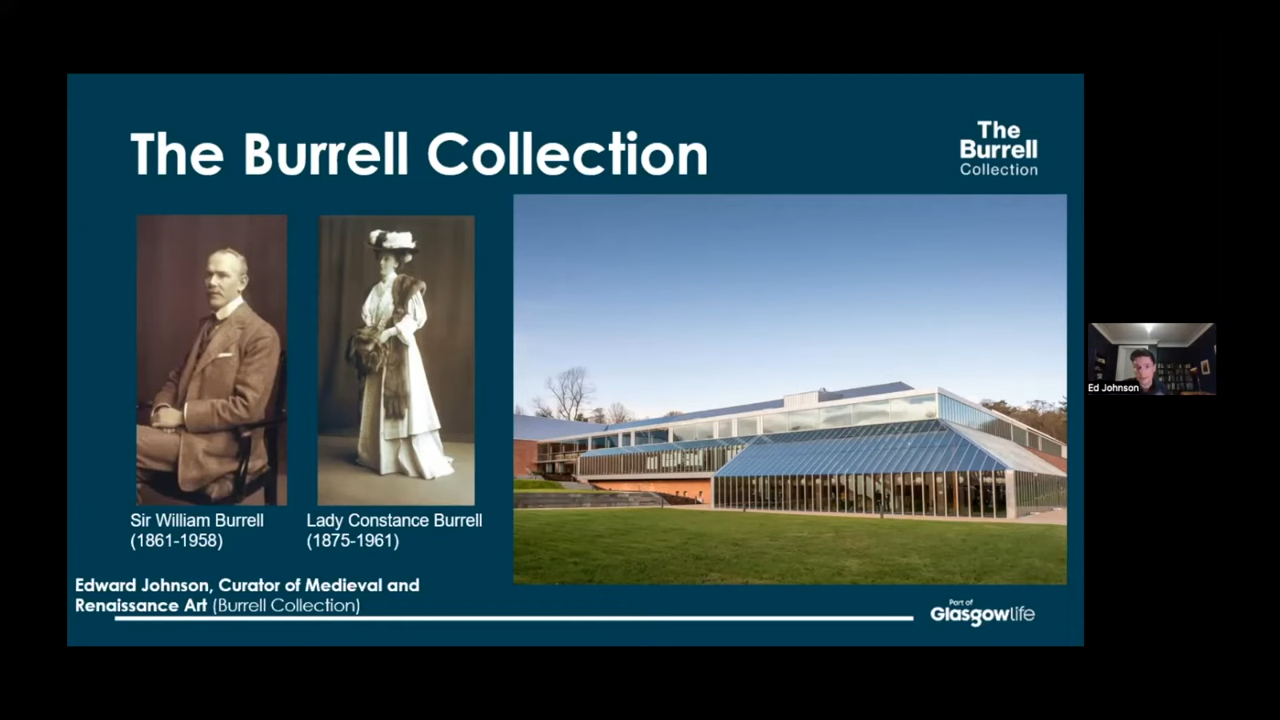 The Burrell Collection
The
Burrell
Collection
Sir William Burrell
(1861-1958)
Lady Constance Burrell
(1875-1961)
Edward Johnson, Curator of Medieval and
Renaissance Art (Burrell Collection)
Part of
Glasgowlife
Ed Johnson